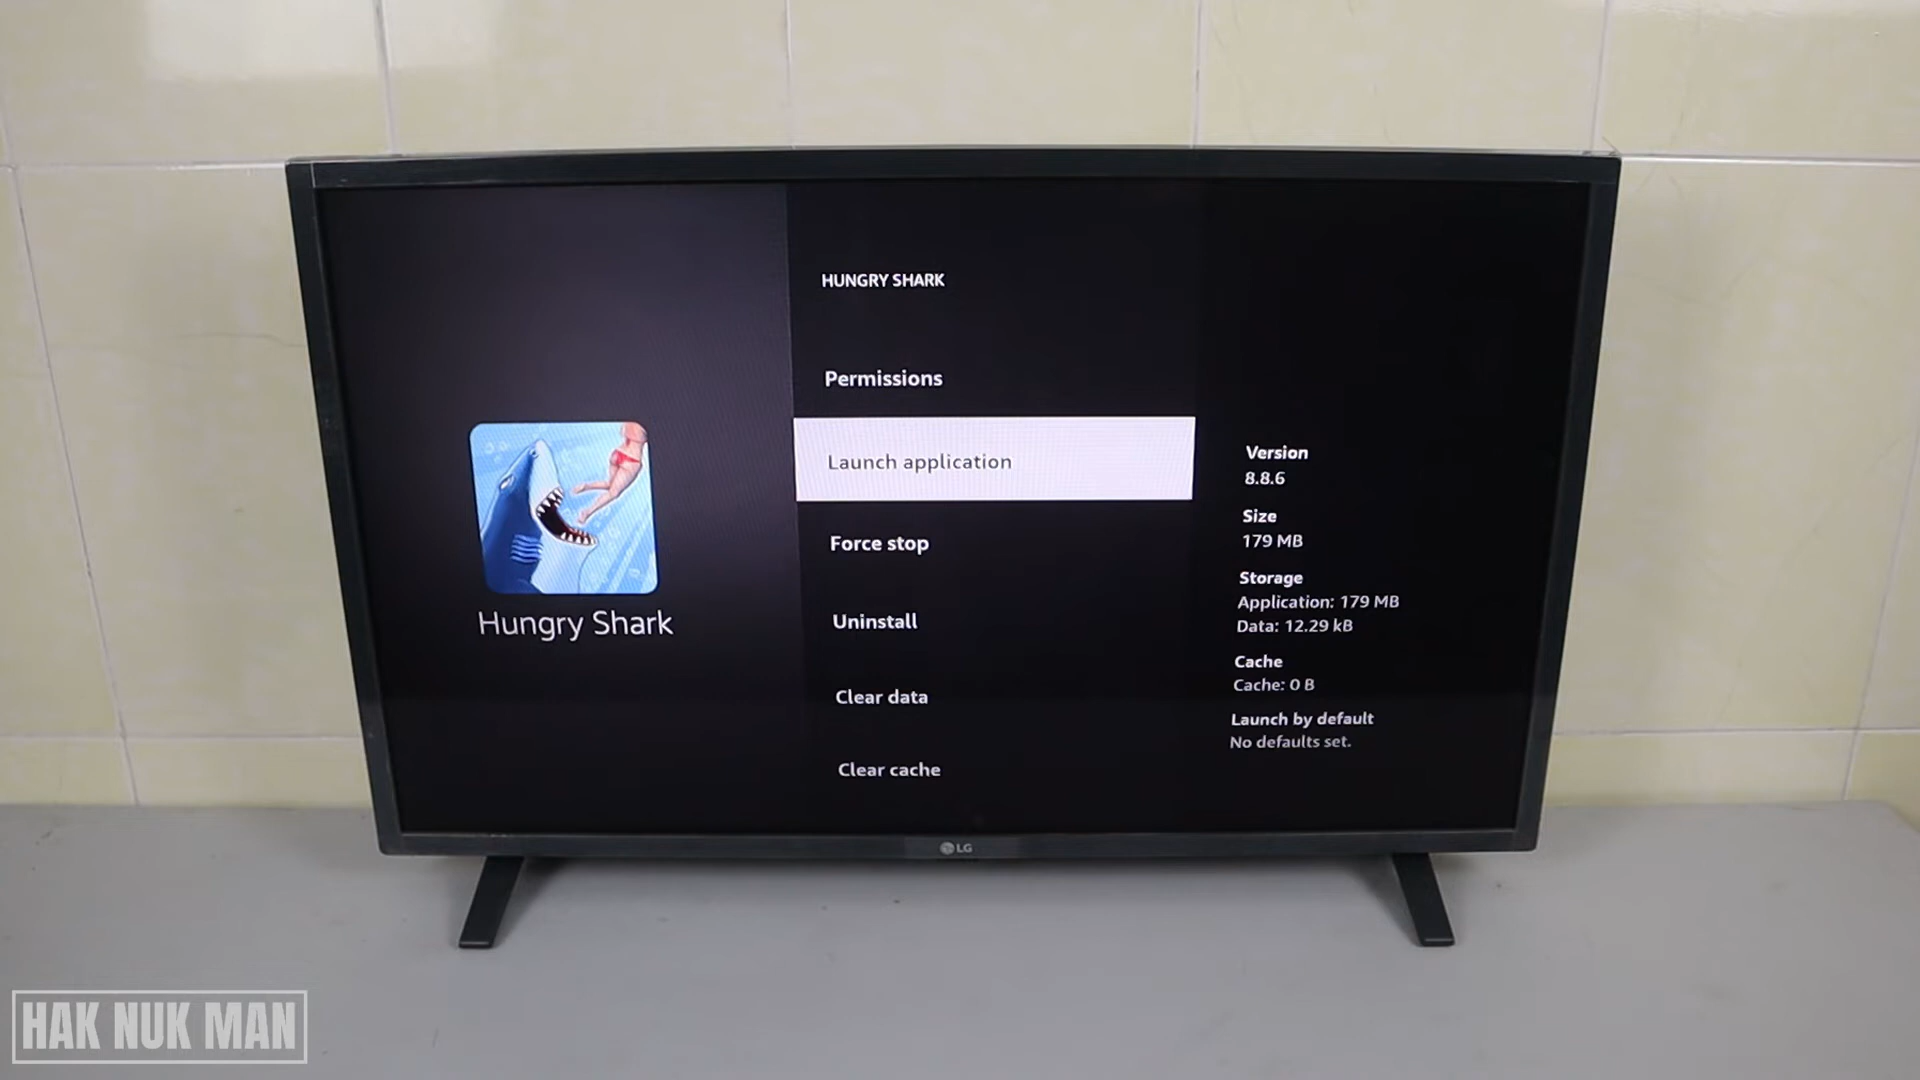 HUNGRY SHARK
Permissions
Launch application
Force stop
Uninstall
Clear data
Clear cache
Hungry Shark
Version
8.8.6
Size
179 MB
Storage
Application: 179 MB
Data: 12.29 kB
Cache
Cache: 0 B
Launch by default
No defaults set.
LG
HAK NUK MAN